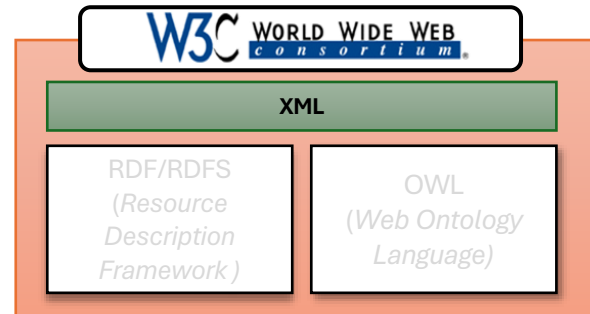 W3C WORLD WIDE WEB
consortium.
XML
RDF/RDFS
(Resource
Description
Framework )
OWL
(Web Ontology
Language)